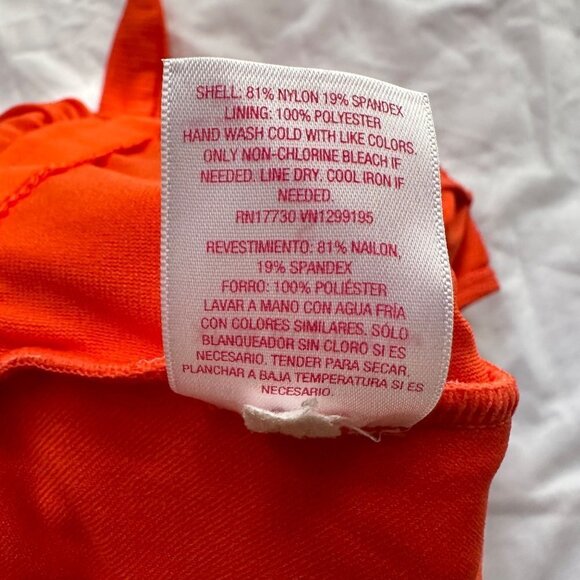 SHELL: 81% NYLON 19% SPANDEX
LINING: 100% POLYESTER
HAND WASH COLD WITH LIKE COLORS.
ONLY NON-CHLORINE BLEACH IF
NEEDED. LINE DRY. COOL IRON IF
NEEDED.
RN17730 VN1299195
REVESTIMIENTO: 81% NAILON,
19% SPANDEX
FORRO: 100% POLIÉSTER
LAVAR A MANO CON AGUA FRÍA
CON COLORES SIMILARES. SÓLO
BLANQUEADOR SIN CLORO SI ES
NECESARIO. TENDER PARA SECAR.
PLANCHAR A BAJA TEMPERATURA SI ES
NECESARIO.